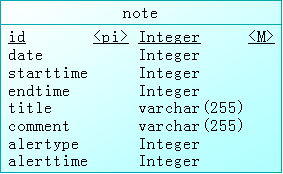 note
id <pi> Integer <M>
date Integer
starttime Integer
endtime Integer
title varchar(255)
comment varchar(255)
alertype Integer
alerttime Integer